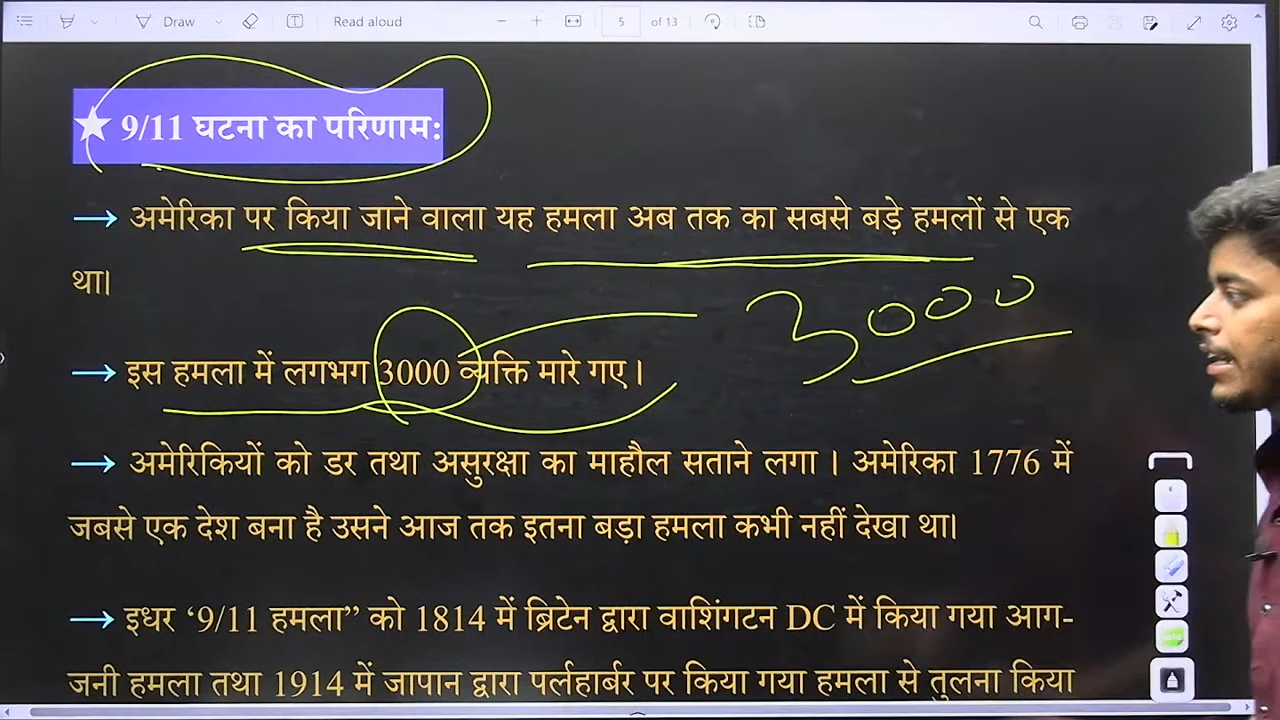 Draw
Read aloud
5
of 13
★ 9/11 घटना का परिणाम:
→ अमेरिका पर किया जाने वाला यह हमला अब तक का सबसे बड़े हमलों से एक
था।
3000
→ इस हमला में लगभग 3000 व्यक्ति मारे गए।
→ अमेरिकियों को डर तथा असुरक्षा का माहौल सताने लगा। अमेरिका 1776 में
जबसे एक देश बना है उसने आज तक इतना बड़ा हमला कभी नहीं देखा था।
→ इधर ‘9/11 हमला” को 1814 में ब्रिटेन द्वारा वाशिंगटन DC में किया गया आग-
जनी हमला तथा 1914 में जापान द्वारा पर्लहार्बर पर किया गया हमला से तुलना किया